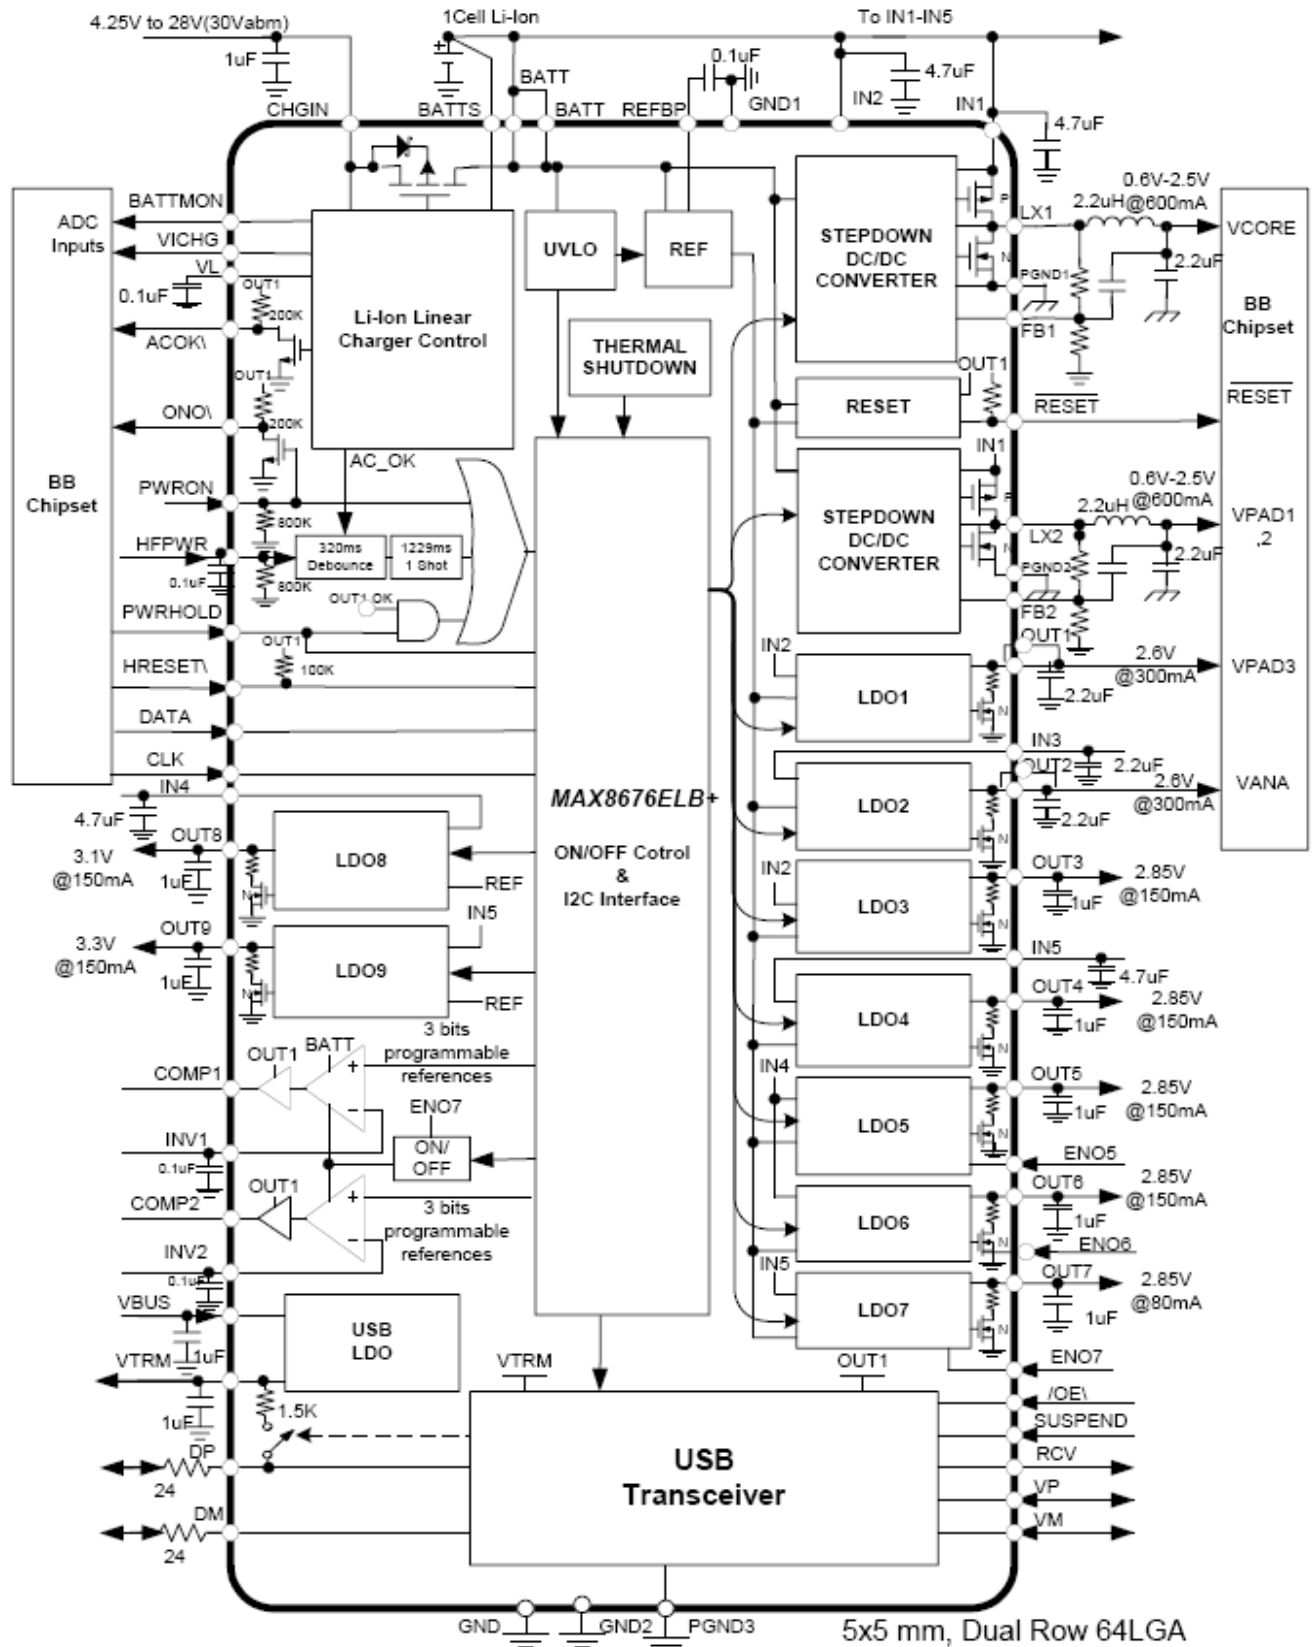 4.25V to 28V(30Vabm)
1Cell Li-Ion
To IN1-IN5
1uF
0.1uF
4.7uF
BATT
GND1
IN2
IN1
CHGIN
BATTS
BATT
REFBP
4.7uF
ADC
Inputs
BATTMON
VICHG
VL
0.1uF
OUT1
200K
ACOK\
OUT1
ONO\
200K
BB
Chipset
PWRON
800K
HFPWR
0.1uF
800K
PWRHOLD
HRESET\
OUT1
100K
DATA
CLK
Li-Ion Linear
Charger Control
AC_OK
320ms
Debounce
1229ms
1 Shot
OUT1_OK
UVLO
REF
THERMAL
SHUTDOWN
STEPDOWN
DC/DC
CONVERTER
P
N
LX1
PGND1
FB1
2.2uH
0.6V-2.5V
@600mA
2.2uF
VCORE
BB
Chipset
RESET
OUT1
RESET
RESET
STEPDOWN
DC/DC
CONVERTER
IN1
P
N
LX2
PGND2
FB2
2.2uH
0.6V-2.5V
@600mA
2.2uF
VPAD1
,2
IN2
LDO1
N
OUT1
2.2uF
2.6V
@300mA
VPAD3
IN3
2.2uF
LDO2
N
OUT2
2.2uF
2.6V
@300mA
VANA
MAX8676ELB+
ON/OFF Cotrol
&
I2C Interface
IN4
4.7uF
OUT8
3.1V
@150mA
1uF
N
LDO8
REF
IN5
OUT9
3.3V
@150mA
1uF
N
LDO9
REF
IN2
LDO3
N
OUT3
1uF
2.85V
@150mA
IN5
4.7uF
LDO4
N
OUT4
1uF
2.85V
@150mA
IN4
LDO5
N
OUT5
1uF
2.85V
@150mA
ENO5
LDO6
N
OUT6
1uF
2.85V
@150mA
ENO6
IN5
LDO7
N
OUT7
1uF
2.85V
@80mA
ENO7
COMP1
OUT1
BATT
+
-
3 bits
programmable
references
INV1
0.1uF
ENO7
ON/
OFF
COMP2
OUT1
+
-
3 bits
programmable
references
INV2
0.1uF
VBUS
1uF
USB
LDO
VTRM
1uF
1.5K
DP
24
DM
24
VTRM
OUT1
USB
Transceiver
/OE\
SUSPEND
RCV
VP
VM
GND
GND2
PGND3
5x5 mm, Dual Row 64LGA